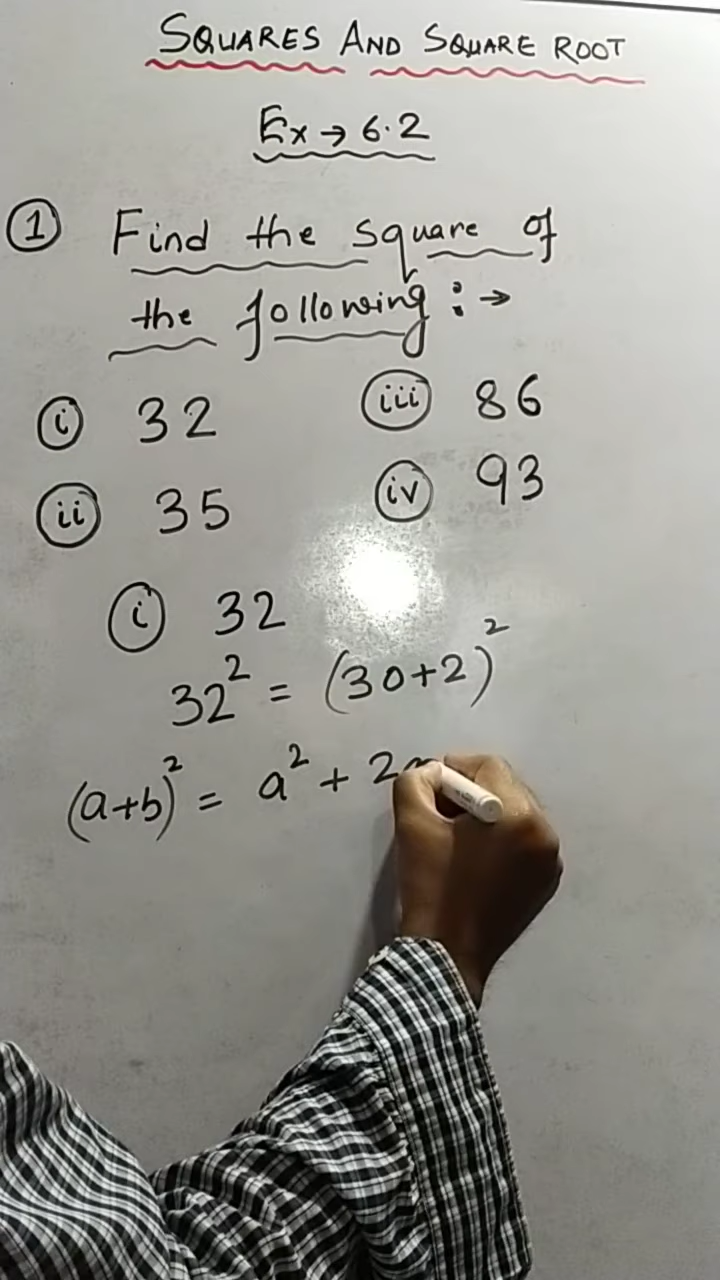 SQUARES AND SQUARE ROOT
Ex → 6.2
① Find the square of
the following :→
(i) 32
(iii) 86
(ii) 35
(iv) 93
(i) 32
32² = (30+2)²
(a+b)² = a² + 2